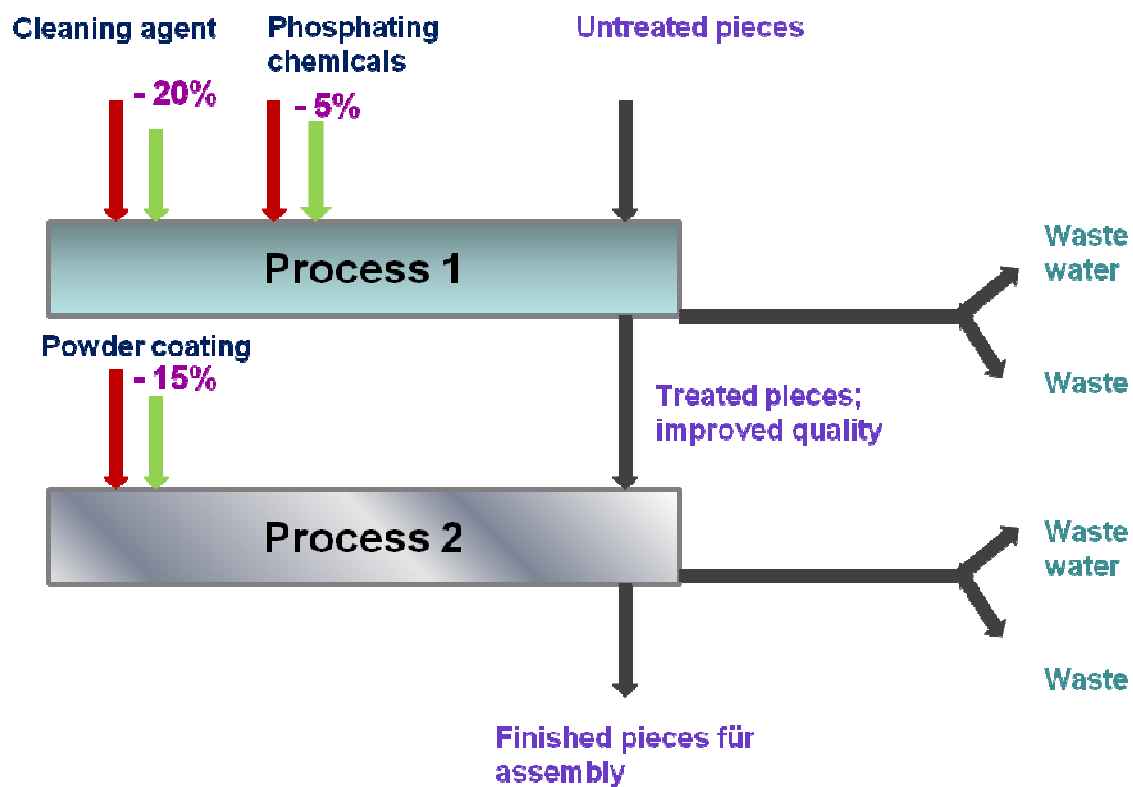 Cleaning agent
Phosphating
chemicals
Untreated pieces
- 20%
- 5%
Process 1
Waste
water
Waste
Powder coating
- 15%
Treated pieces;
improved quality
Process 2
Waste
water
Waste
Finished pieces für
assembly